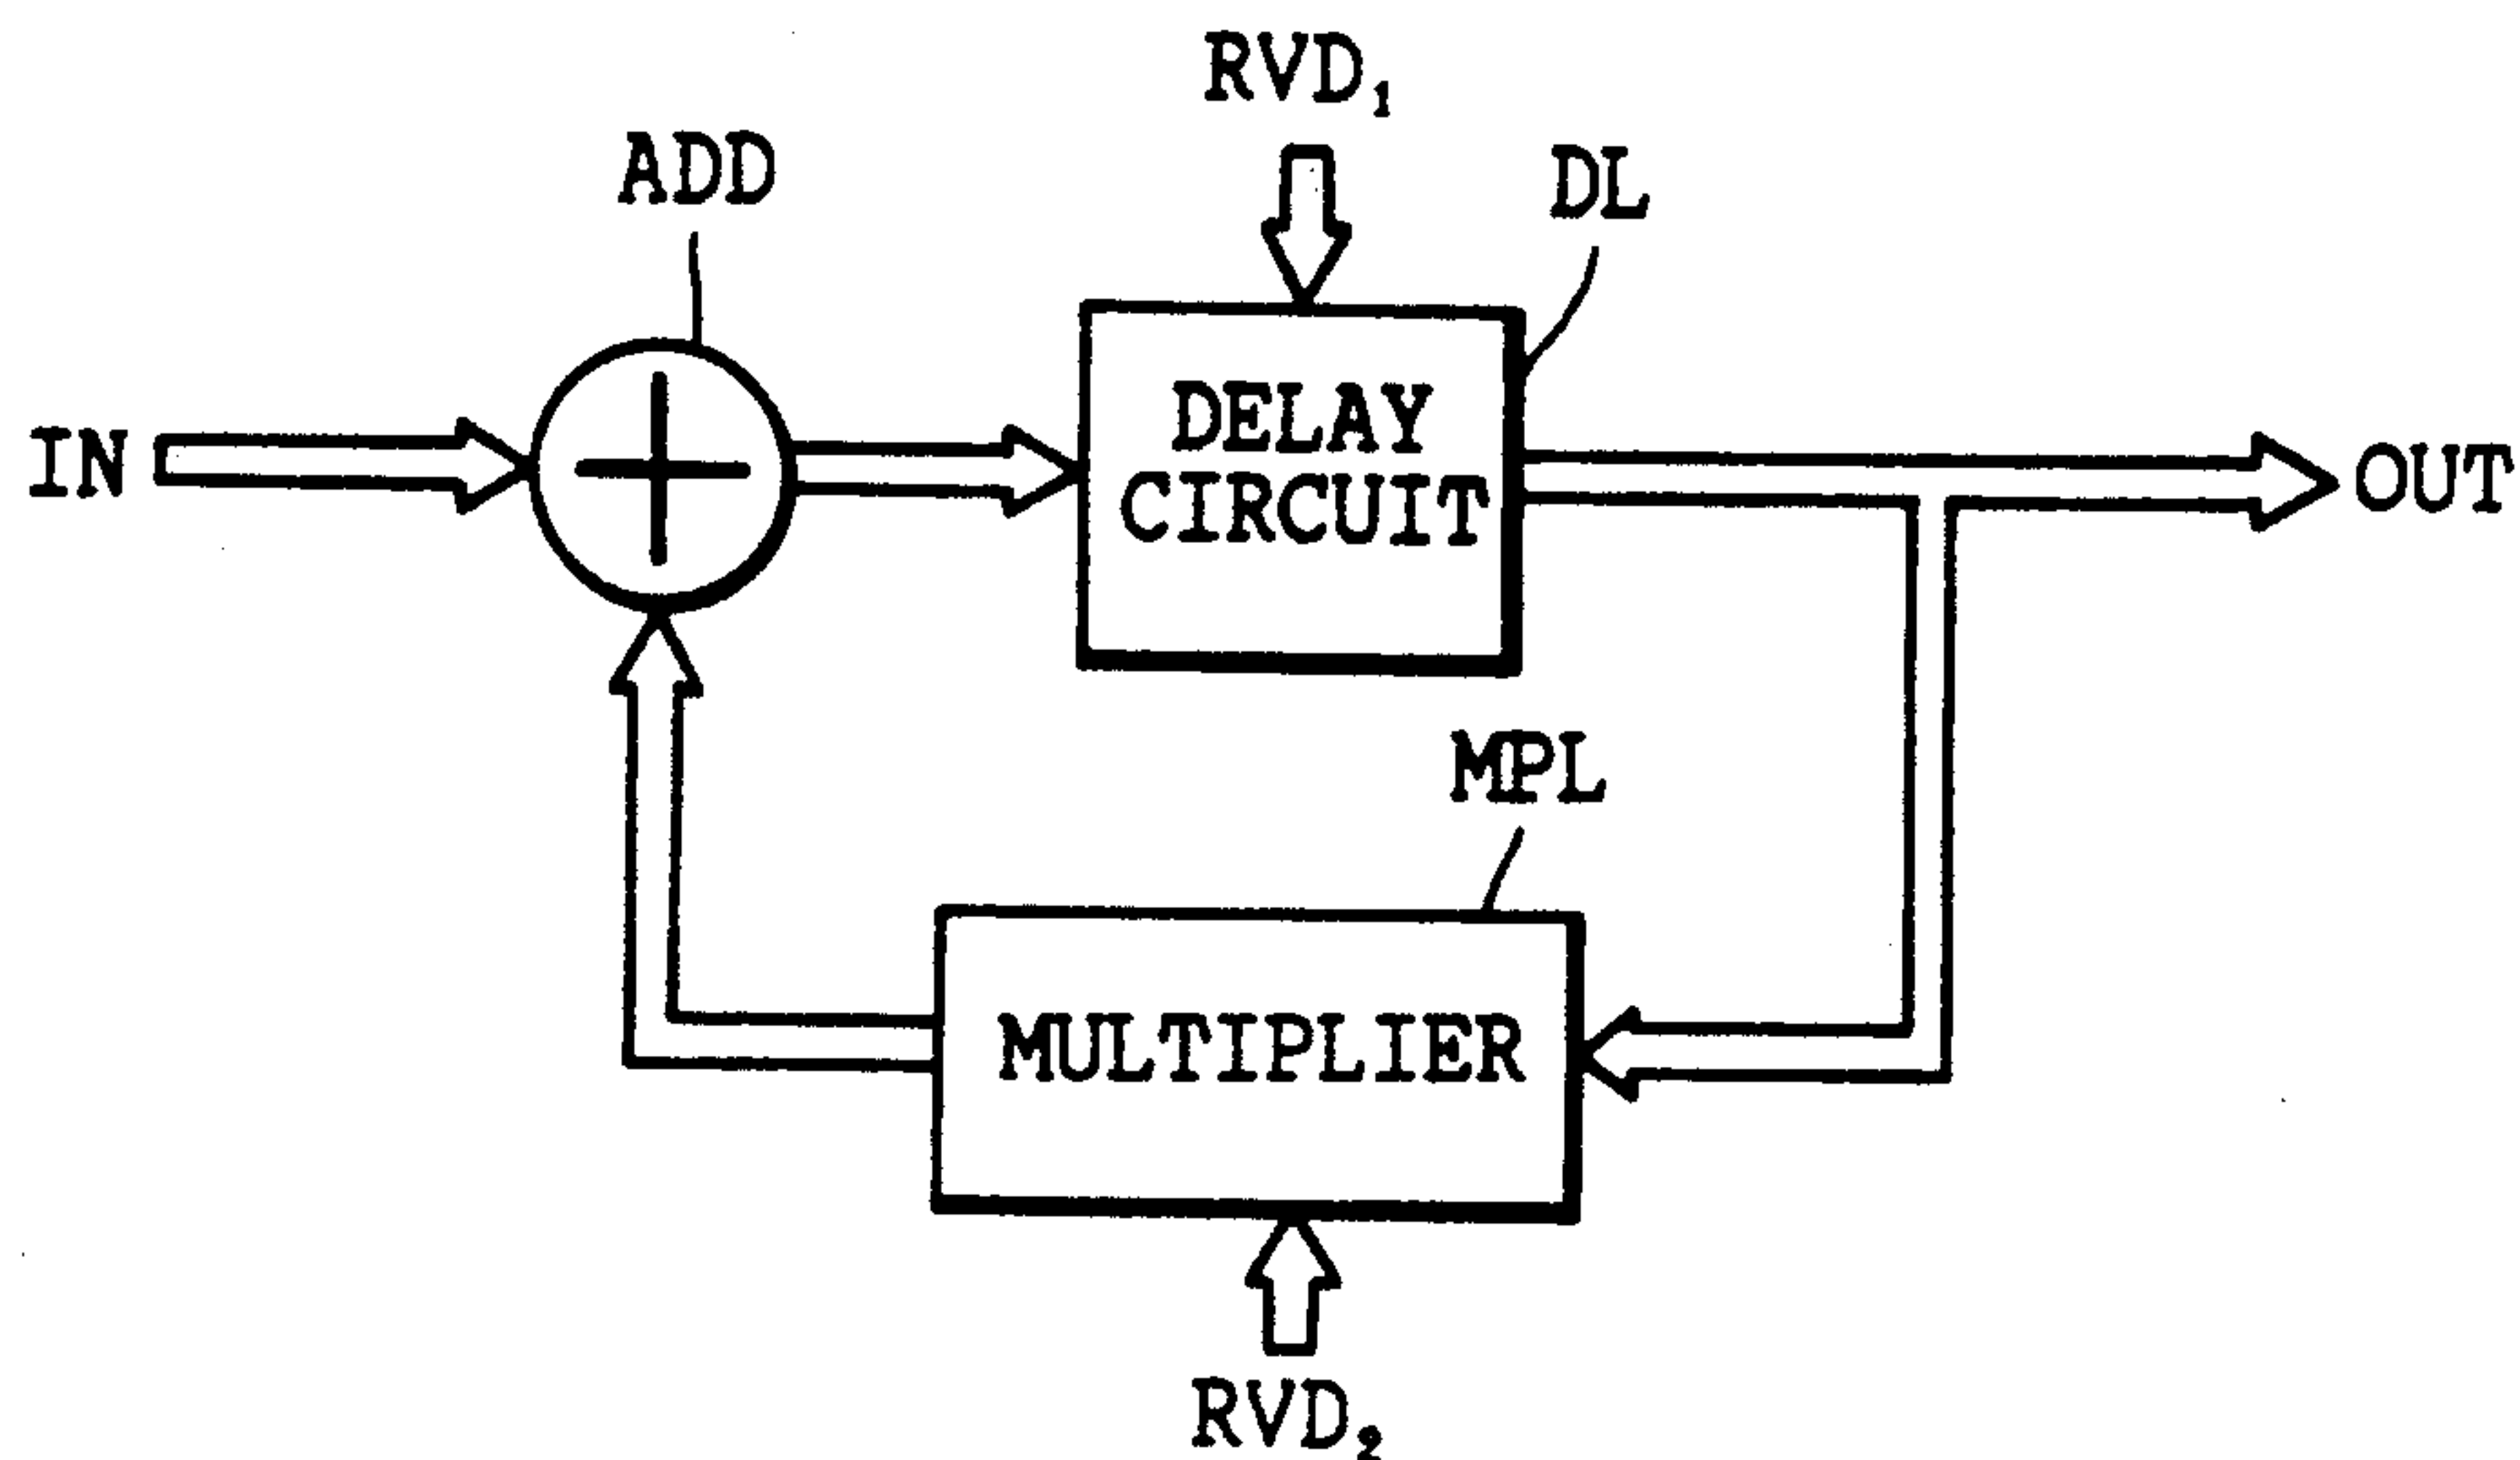 RVD₁
ADD
DL
IN
DELAY
CIRCUIT
OUT
MPL
MULTIPLIER
RVD₂